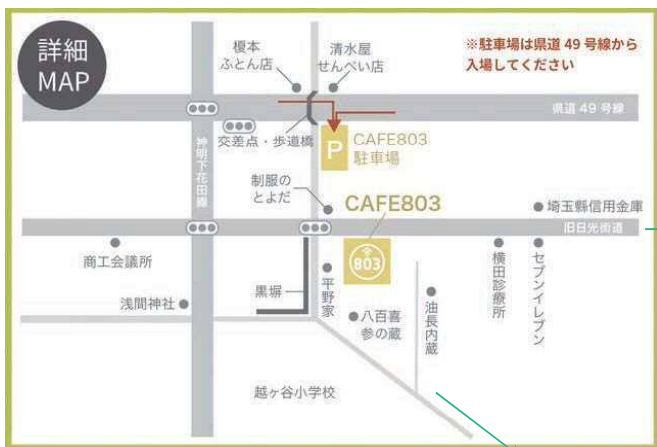 詳細
MAP
榎本
ふとん店
清水屋
せんべい店
※駐車場は県道 49 号線から
入場してください
県道 49 号線
交差点・歩道橋
P
CAFE803
駐車場
神明下花田線
制服の
とよだ
CAFE803
埼玉縣信用金庫
旧日光街道
商工会議所
803
黒塀
平野家
浅間神社
八百喜
参の蔵
油長内蔵
横田診療所
セブンイレブン
越ヶ谷小学校